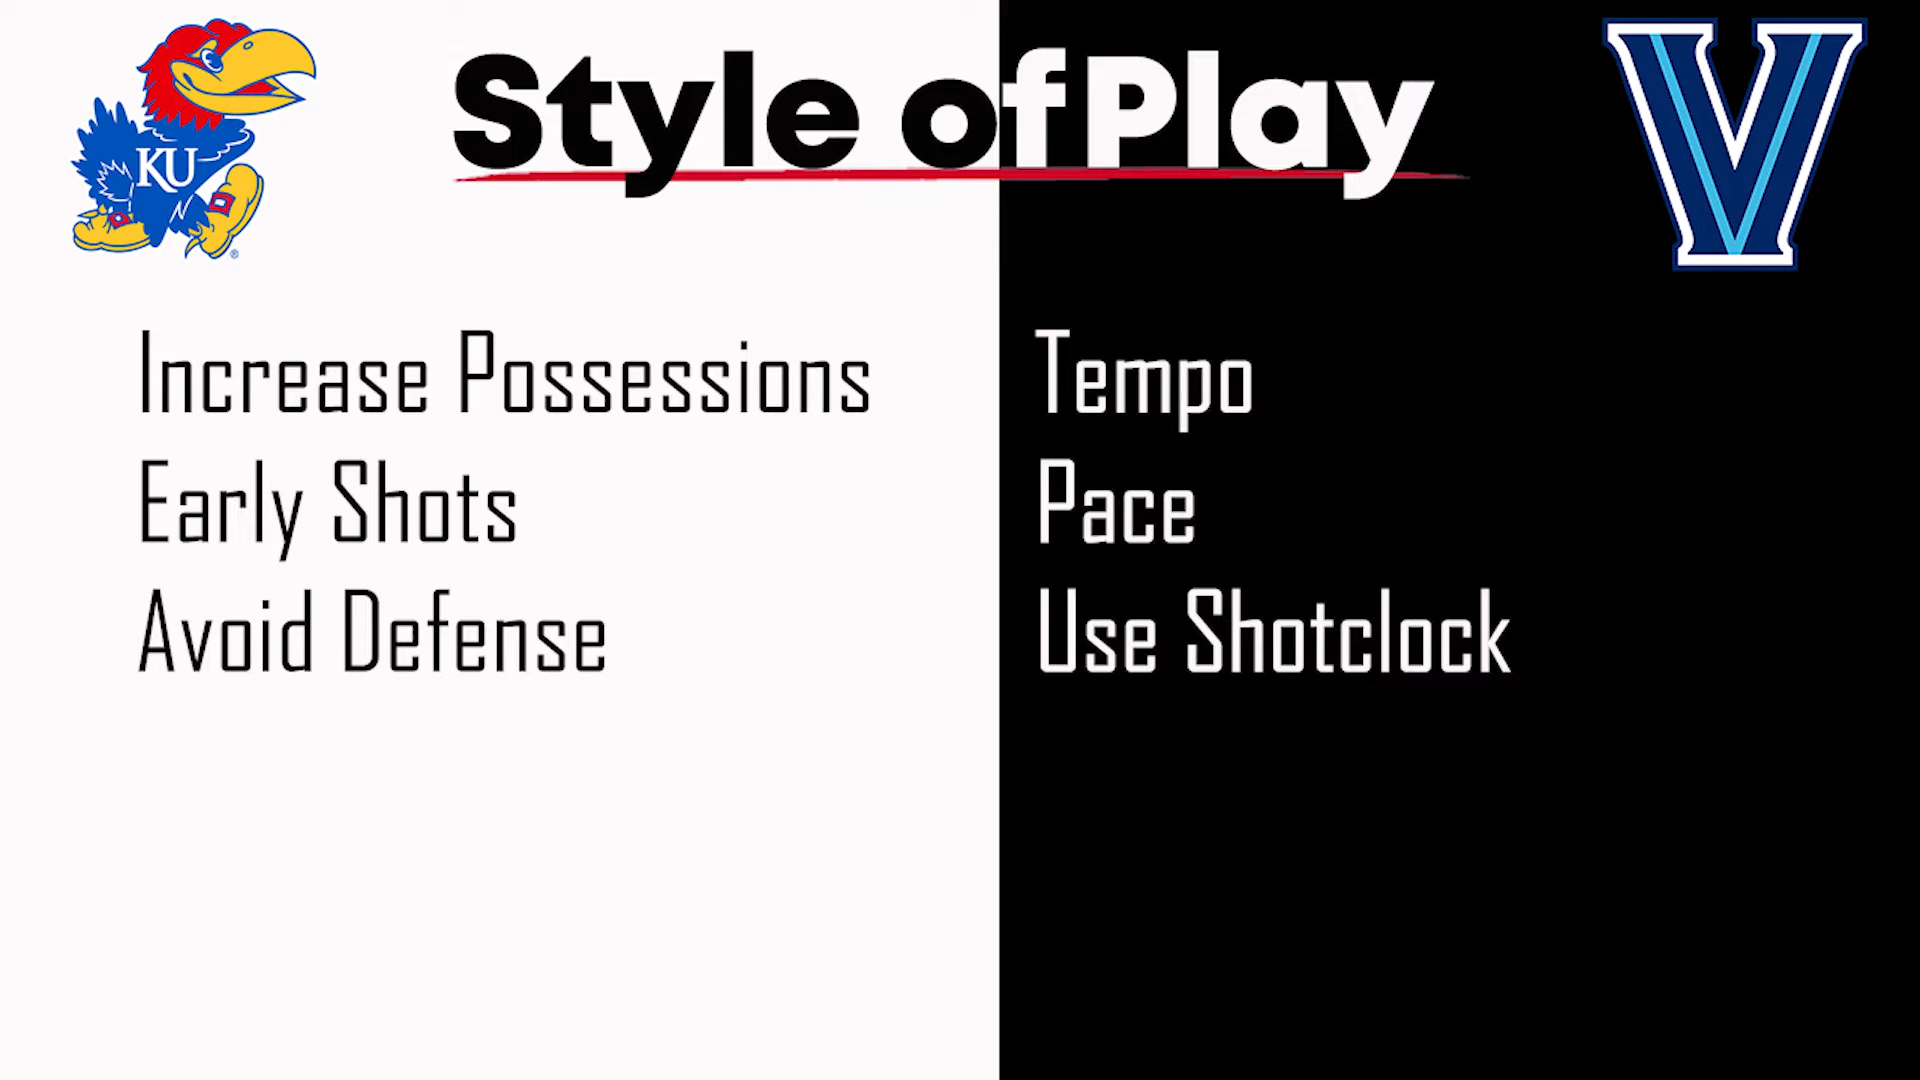 Style of Play
KU
V
Increase Possessions
Early Shots
Avoid Defense
Tempo
Pace
Use Shotclock